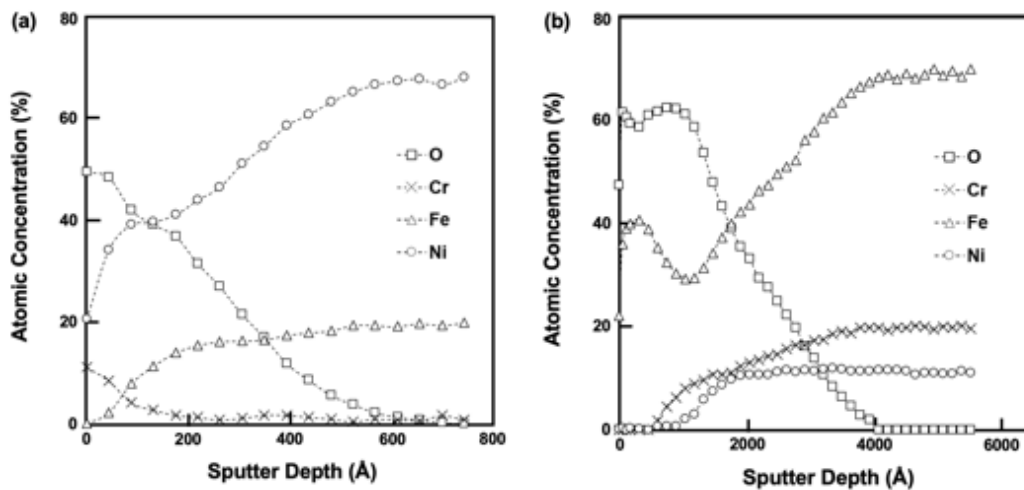 (a)
80
60
40
20
0
Atomic Concentration (%)
O
Cr
Fe
Ni
0 200 400 600 800
Sputter Depth (Å)
(b)
80
60
40
20
0
Atomic Concentration (%)
O
Cr
Fe
Ni
0 2000 4000 6000
Sputter Depth (Å)